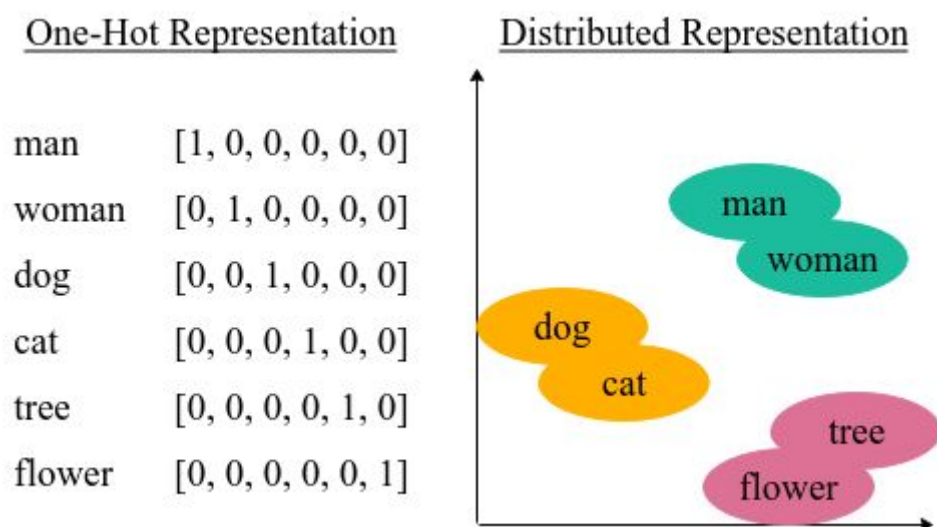 One-Hot Representation
man [1, 0, 0, 0, 0, 0]
woman [0, 1, 0, 0, 0, 0]
dog [0, 0, 1, 0, 0, 0]
cat [0, 0, 0, 1, 0, 0]
tree [0, 0, 0, 0, 1, 0]
flower [0, 0, 0, 0, 0, 1]
Distributed Representation
man
woman
dog
cat
tree
flower